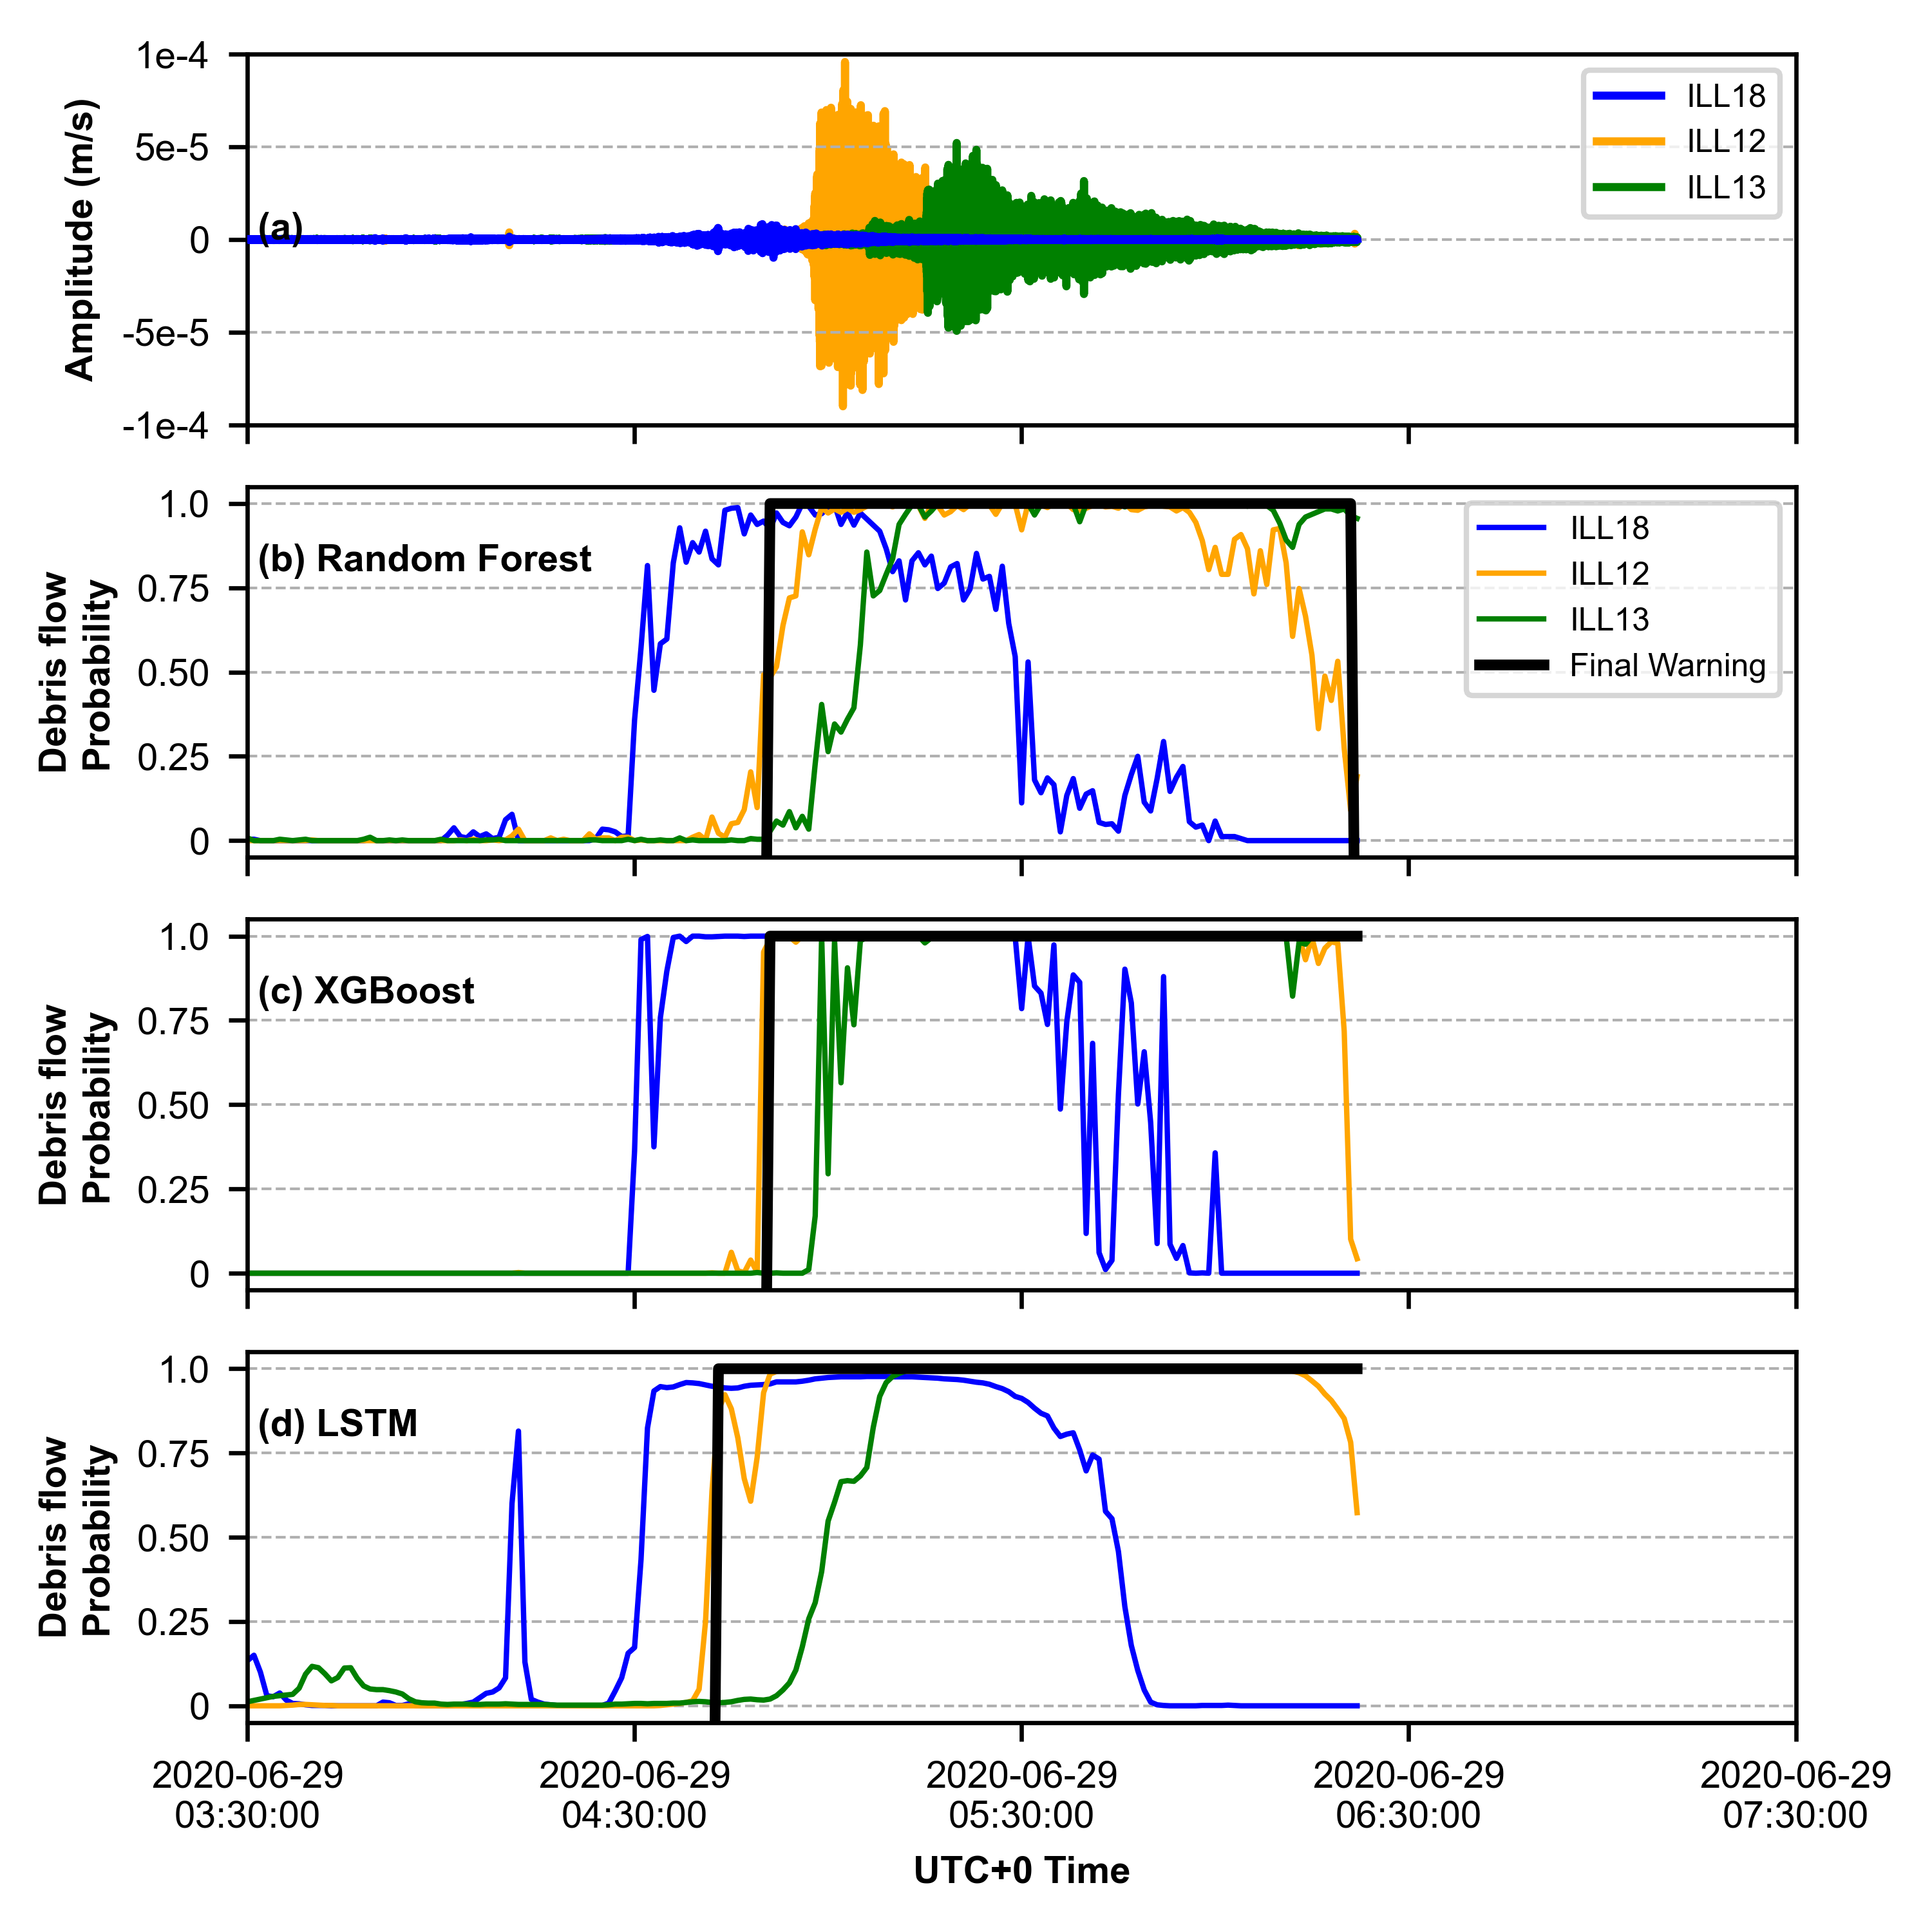 1e-4
5e-5
0
-5e-5
-1e-4
Amplitude (m/s)
(a)
ILL18
ILL12
ILL13
1.0
0.75
0.50
0.25
0
Debris flow
Probability
(b) Random Forest
ILL18
ILL12
ILL13
Final Warning
1.0
0.75
0.50
0.25
0
Debris flow
Probability
(c) XGBoost
1.0
0.75
0.50
0.25
0
Debris flow
Probability
(d) LSTM
2020-06-29
03:30:00
2020-06-29
04:30:00
2020-06-29
05:30:00
2020-06-29
06:30:00
2020-06-29
07:30:00
UTC+0 Time